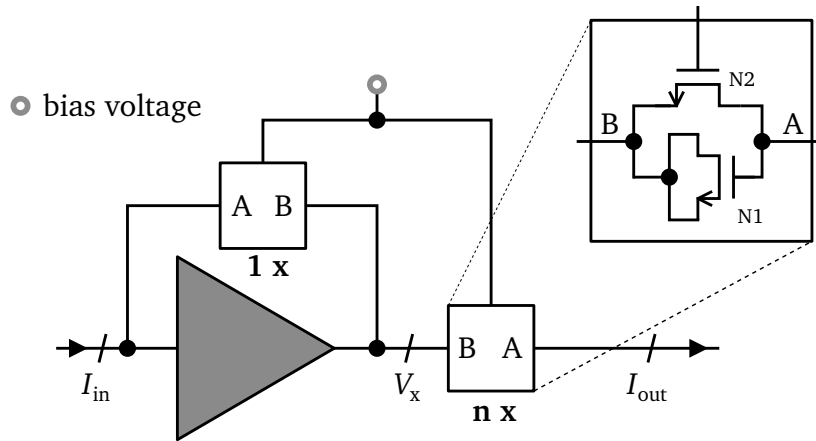 bias voltage
N2
B A
N1
A B
1 x
B A
I_in V_x I_out
n x